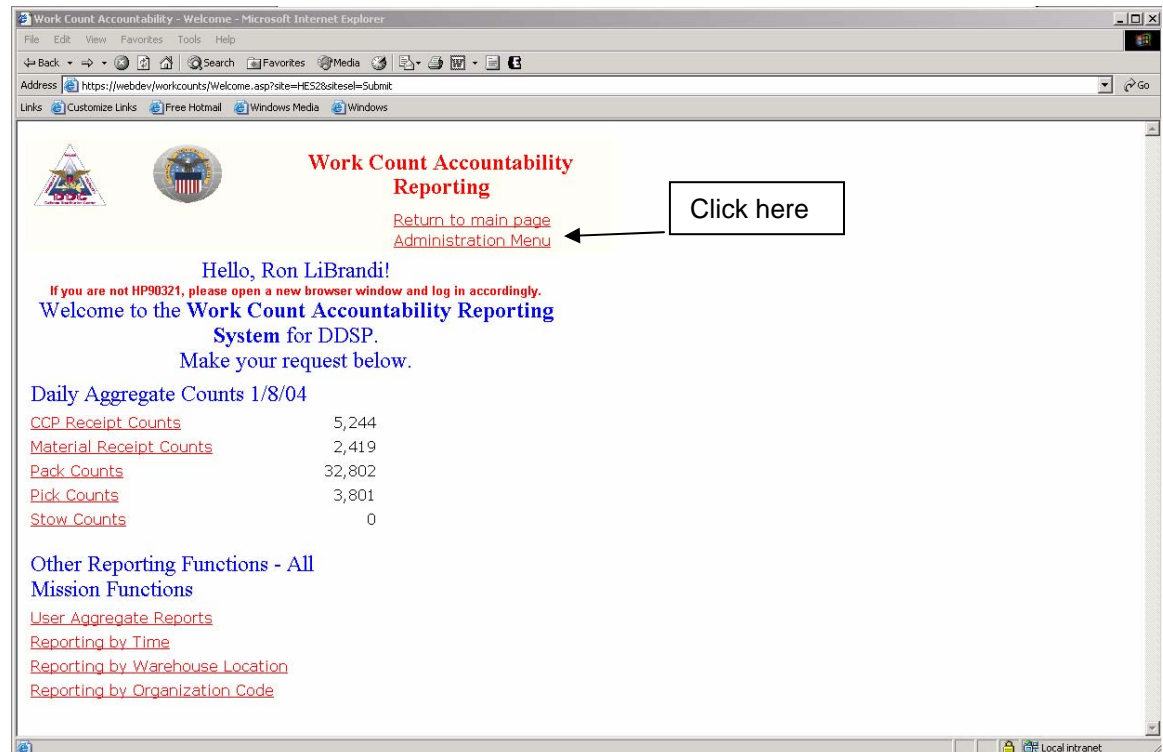 Work Count Accountability - Welcome - Microsoft Internet Explorer
File Edit View Favorites Tools Help
Back Search Favorites Media
Address https://webdev/workcounts/Welcome.asp?site=HES2&sitesel=Submit Go
Links Customize Links Free Hotmail Windows Media Windows
DDC
Work Count Accountability
Reporting
Return to main page
Administration Menu
Click here
Hello, Ron LiBrandi!
If you are not HP90321, please open a new browser window and log in accordingly.
Welcome to the Work Count Accountability Reporting
System for DDSP.
Make your request below.
Daily Aggregate Counts 1/8/04
CCP Receipt Counts 5,244
Material Receipt Counts 2,419
Pack Counts 32,802
Pick Counts 3,801
Stow Counts 0
Other Reporting Functions - All
Mission Functions
User Aggregate Reports
Reporting by Time
Reporting by Warehouse Location
Reporting by Organization Code
Local intranet